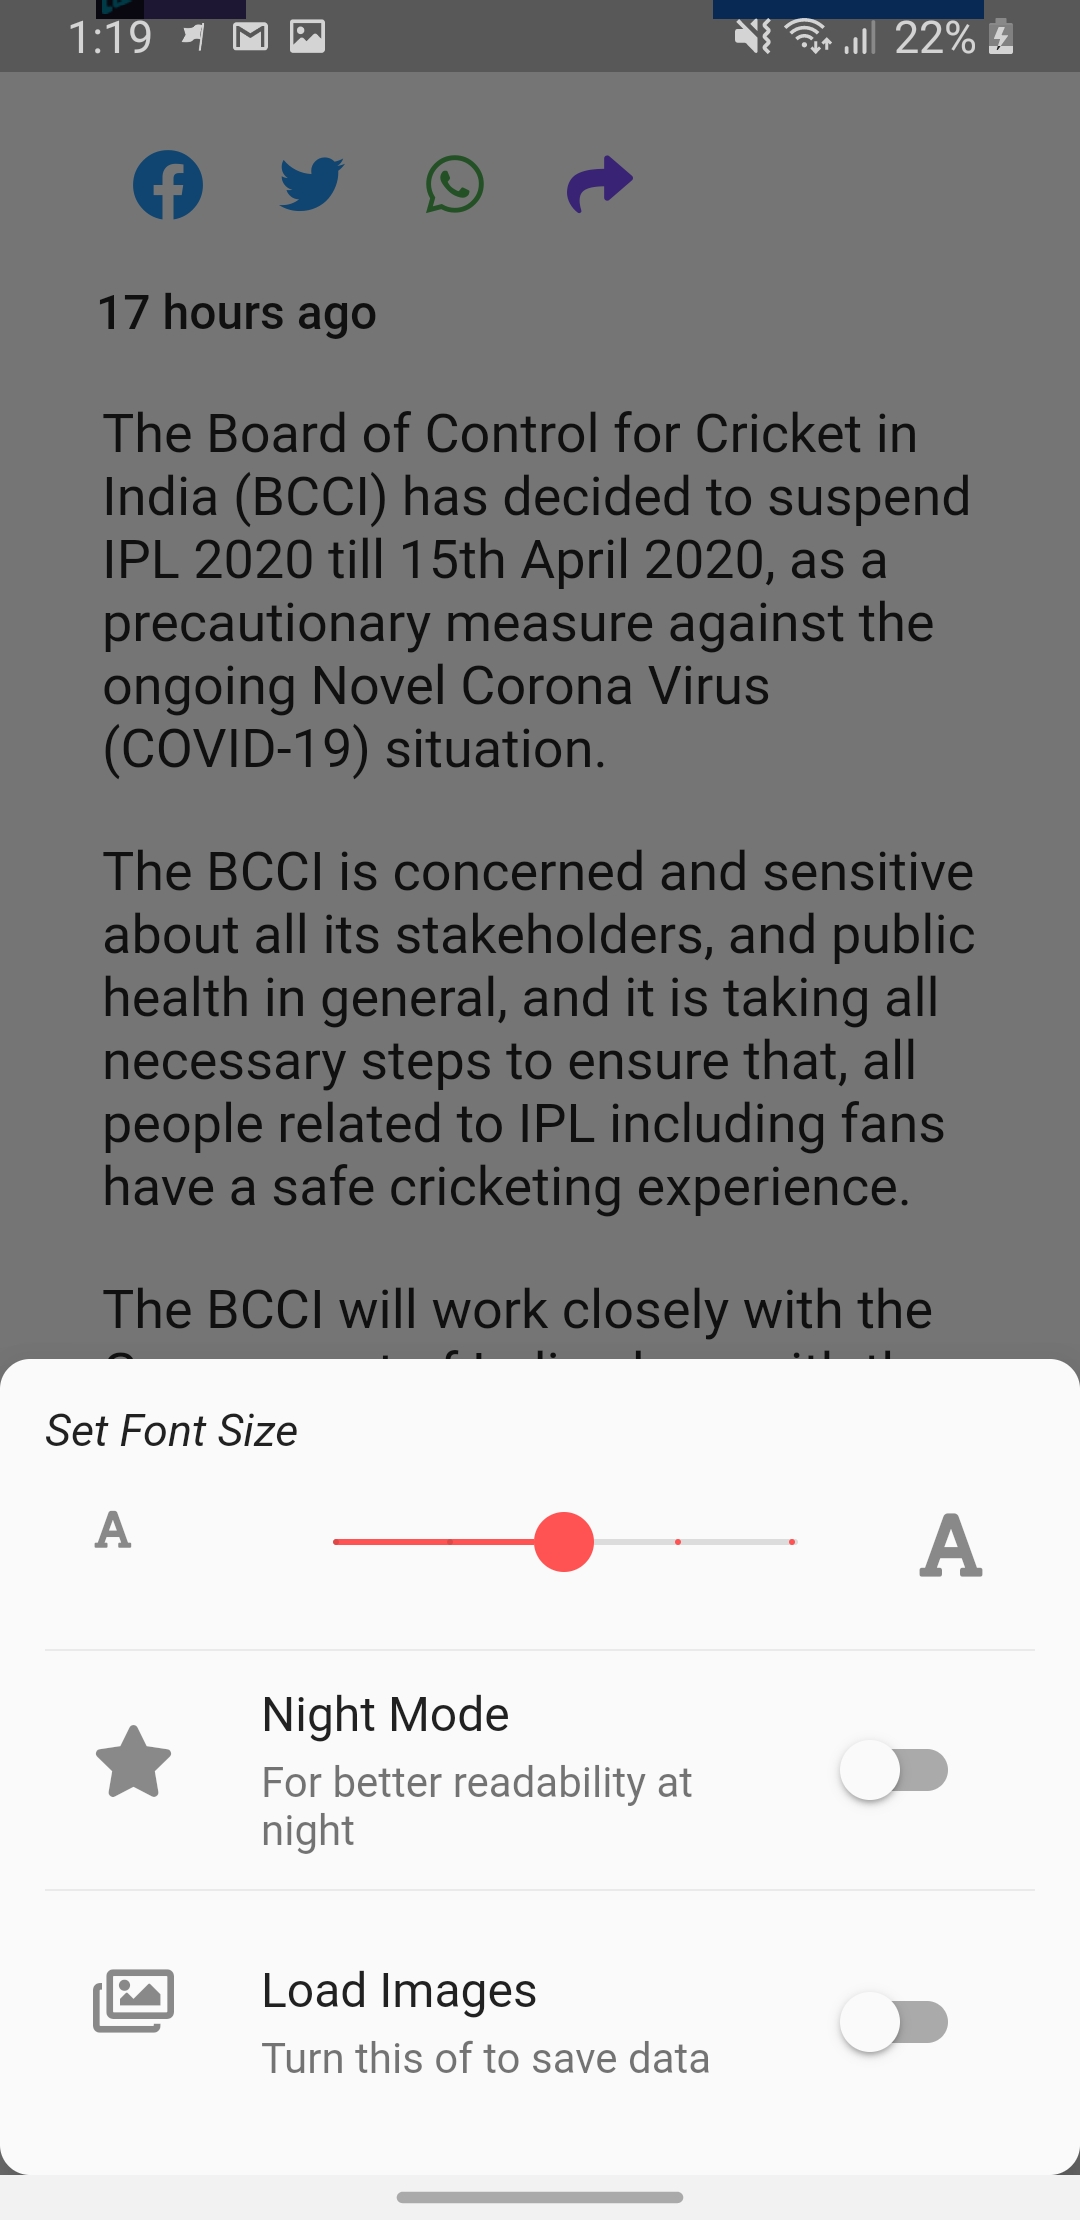 1:19
22%
17 hours ago
The Board of Control for Cricket in
India (BCCI) has decided to suspend
IPL 2020 till 15th April 2020, as a
precautionary measure against the
ongoing Novel Corona Virus
(COVID-19) situation.
The BCCI is concerned and sensitive
about all its stakeholders, and public
health in general, and it is taking all
necessary steps to ensure that, all
people related to IPL including fans
have a safe cricketing experience.
The BCCI will work closely with the
Set Font Size
A A
Night Mode
For better readability at
night
Load Images
Turn this of to save data